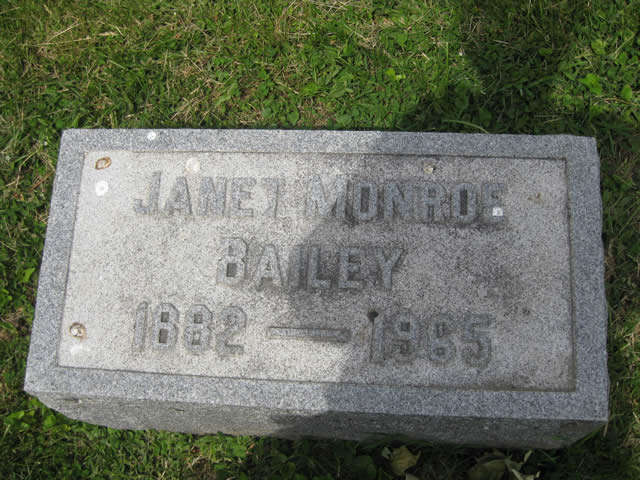 JANET MONROE
BAILEY
1882 — 1965